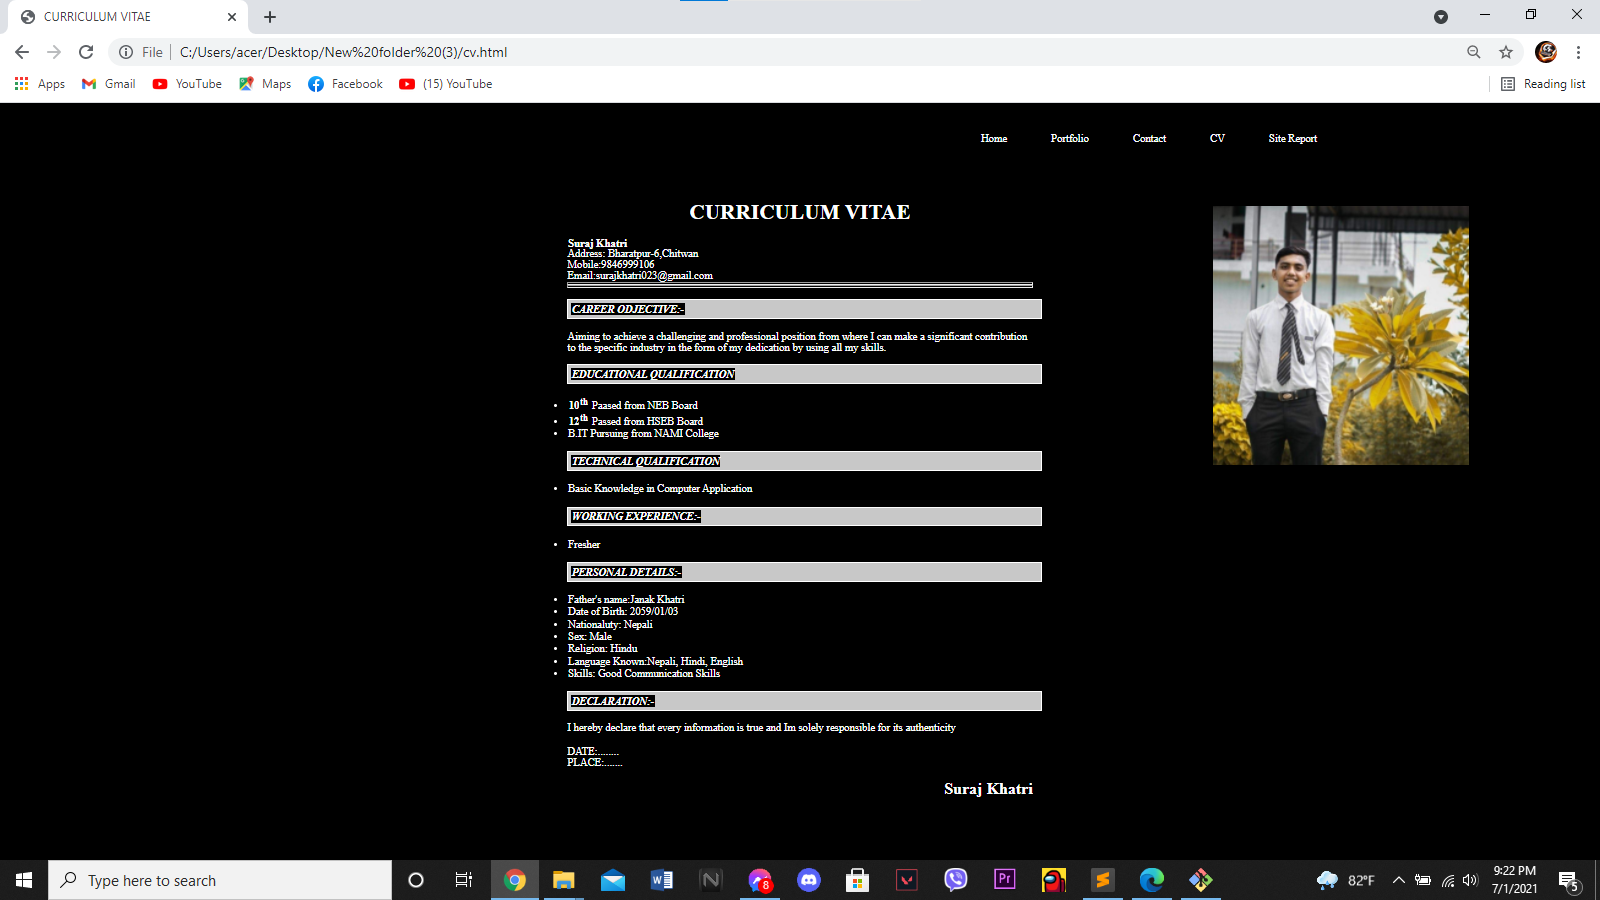 CURRICULUM VITAE
File | C:/Users/acer/Desktop/New%20folder%20(3)/cv.html
Apps Gmail YouTube Maps Facebook (15) YouTube Reading list
Home Portfolio Contact CV Site Report
CURRICULUM VITAE
Suraj Khatri
Address: Bharatpur-6,Chitwan
Mobile:9846999106
Email:surajkhatri023@gmail.com
CAREER ODJECTIVE:-
Aiming to achieve a challenging and professional position from where I can make a significant contribution
to the specific industry in the form of my dedication by using all my skills.
EDUCATIONAL QUALIFICATION
• 10th Paased from NEB Board
• 12th Passed from HSEB Board
• B.IT Pursuing from NAMI College
TECHNICAL QUALIFICATION
• Basic Knowledge in Computer Application
WORKING EXPERIENCE:-
• Fresher
PERSONAL DETAILS:-
• Father's name:Janak Khatri
• Date of Birth: 2059/01/03
• Nationaluty: Nepali
• Sex: Male
• Religion: Hindu
• Language Known:Nepali, Hindi, English
• Skills: Good Communication Skills
DECLARATION:-
I hereby declare that every information is true and Im solely responsible for its authenticity
DATE:........
PLACE:.......
Suraj Khatri
Type here to search
8
Pr
82°F
9:22 PM
7/1/2021
5